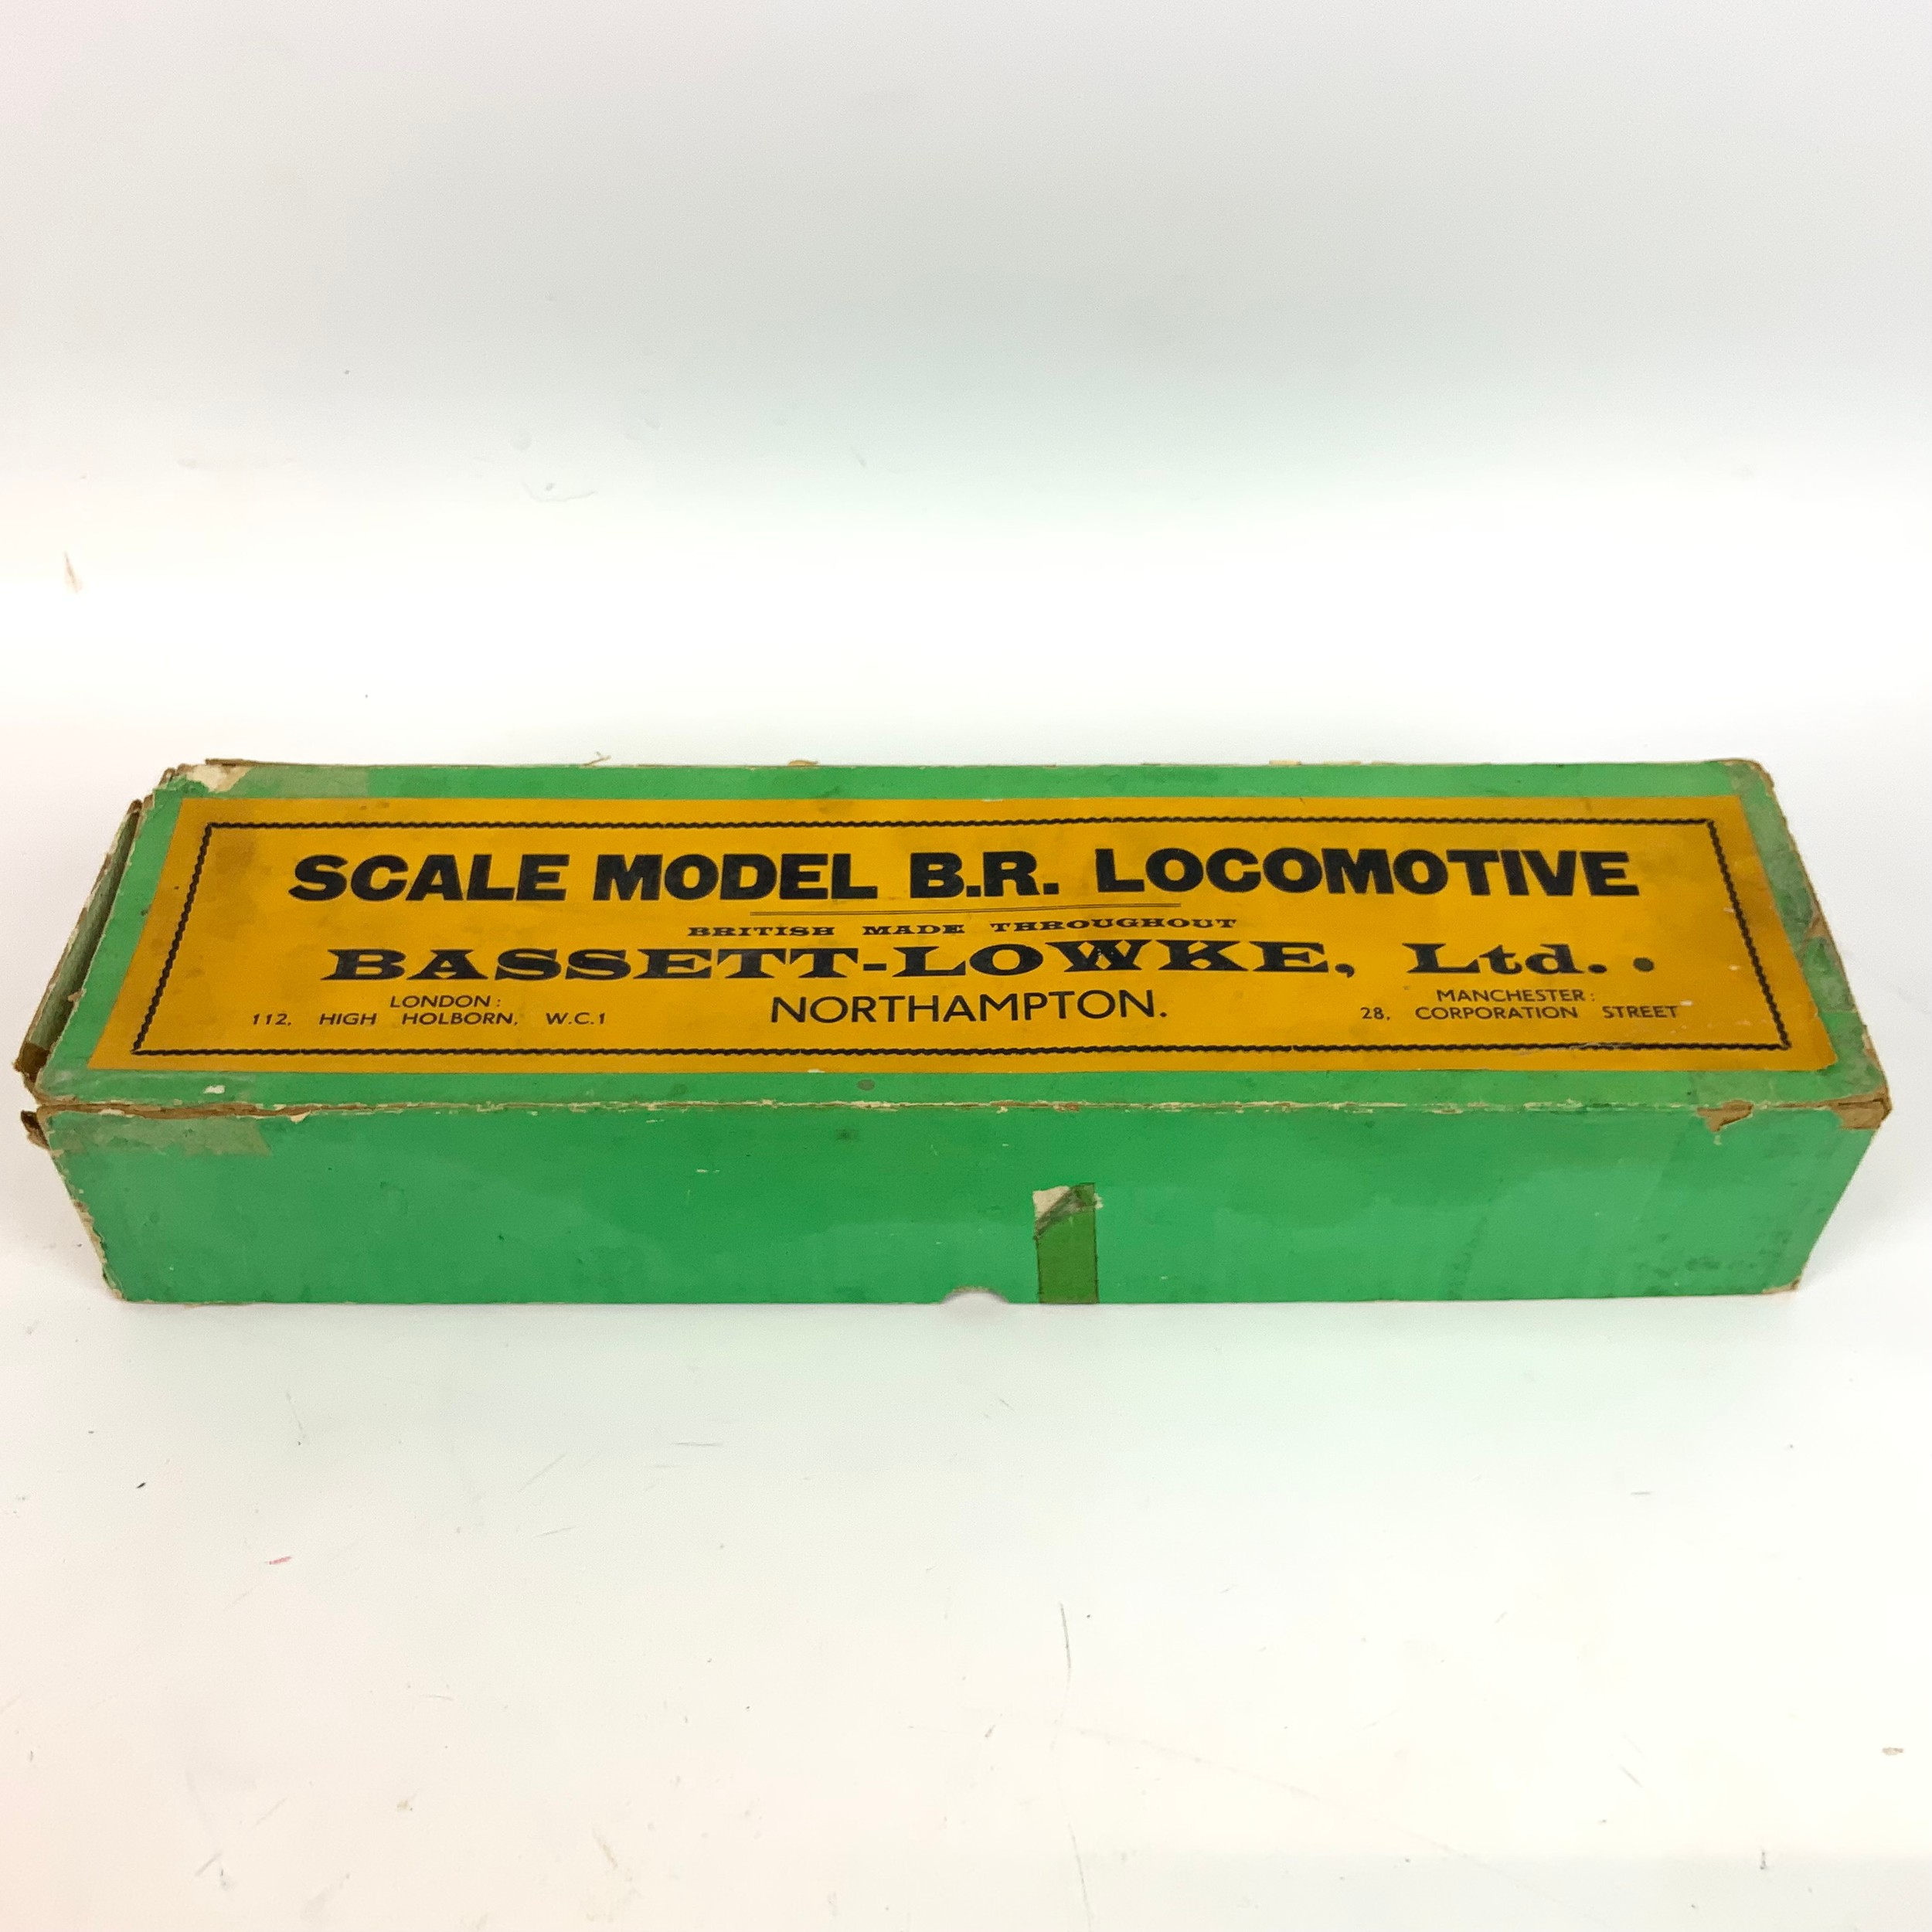 SCALE MODEL B.R. LOCOMOTIVE
BRITISH MADE THROUGHOUT
BASSETT-LOWKE, Ltd. .
LONDON:
112, HIGH HOLBORN, W.C.1
NORTHAMPTON.
MANCHESTER:
28, CORPORATION STREET